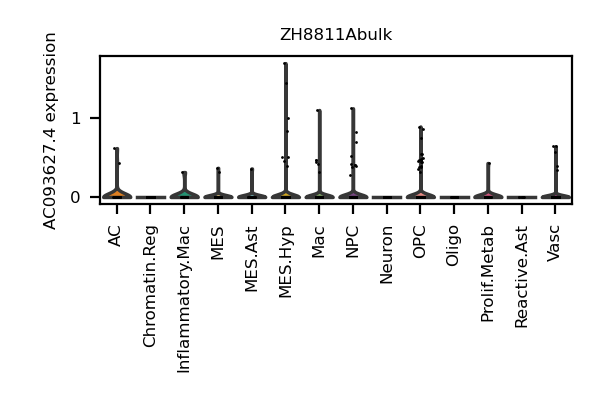 ZH8811Abulk
AC093627.4 expression
1
0
AC
Chromatin.Reg
Inflammatory.Mac
MES
MES.Ast
MES.Hyp
Mac
NPC
Neuron
OPC
Oligo
Prolif.Metab
Reactive.Ast
Vasc